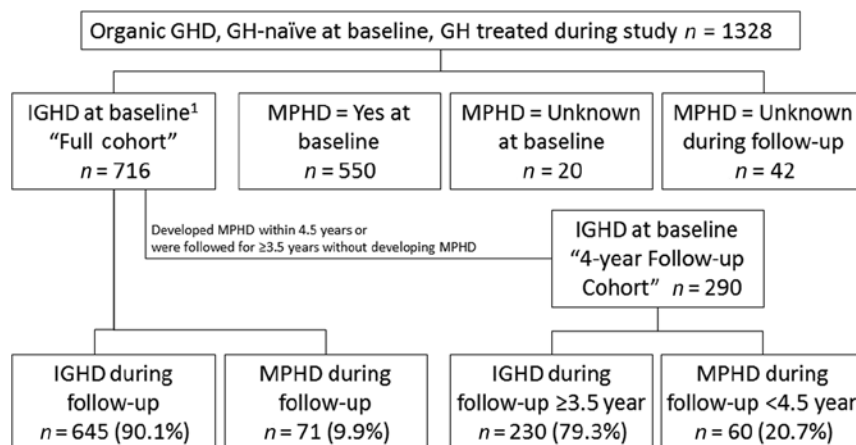 Organic GHD, GH-naïve at baseline, GH treated during study n = 1328
IGHD at baseline¹
“Full cohort”
n = 716
MPHD = Yes at
baseline
n = 550
MPHD = Unknown
at baseline
n = 20
MPHD = Unknown
during follow-up
n = 42
Developed MPHD within 4.5 years or
were followed for ≥3.5 years without developing MPHD
IGHD at baseline
“4-year Follow-up
Cohort” n = 290
IGHD during
follow-up
n = 645 (90.1%)
MPHD during
follow-up
n = 71 (9.9%)
IGHD during
follow-up ≥3.5 year
n = 230 (79.3%)
MPHD during
follow-up <4.5 year
n = 60 (20.7%)